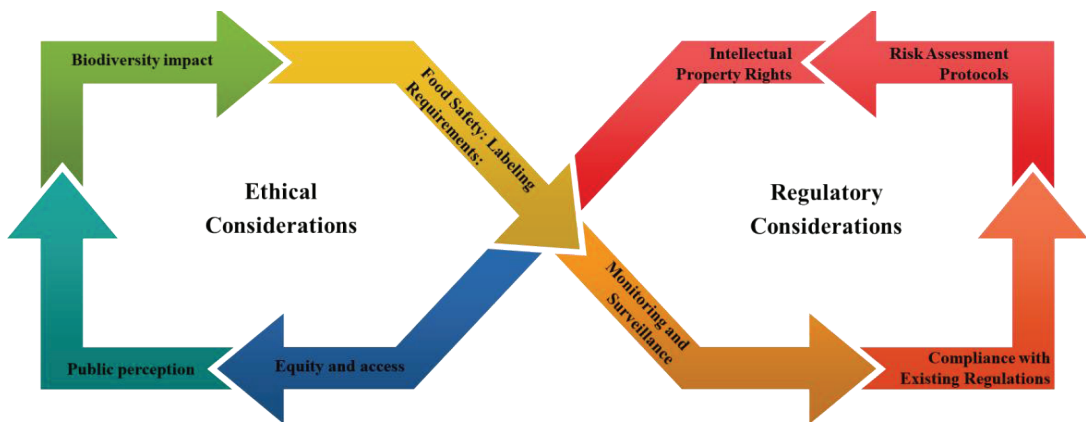 Biodiversity impact
Food Safety: Labeling
Requirements:
Ethical
Considerations
Public perception
Equity and access
Intellectual
Property Rights
Risk Assessment
Protocols
Regulatory
Considerations
Monitoring and
Surveillance
Compliance with
Existing Regulations